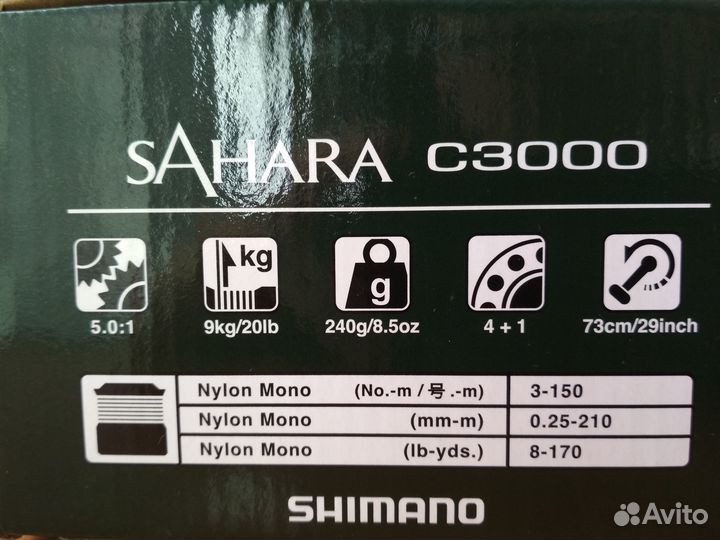 SAHARA C3000
kg
g
5.0:1 9kg/20lb 240g/8.5oz 4 + 1 73cm/29inch
Nylon Mono (No.-m / 号.-m) 3-150
Nylon Mono (mm-m) 0.25-210
Nylon Mono (lb-yds.) 8-170
SHIMANO
Avito